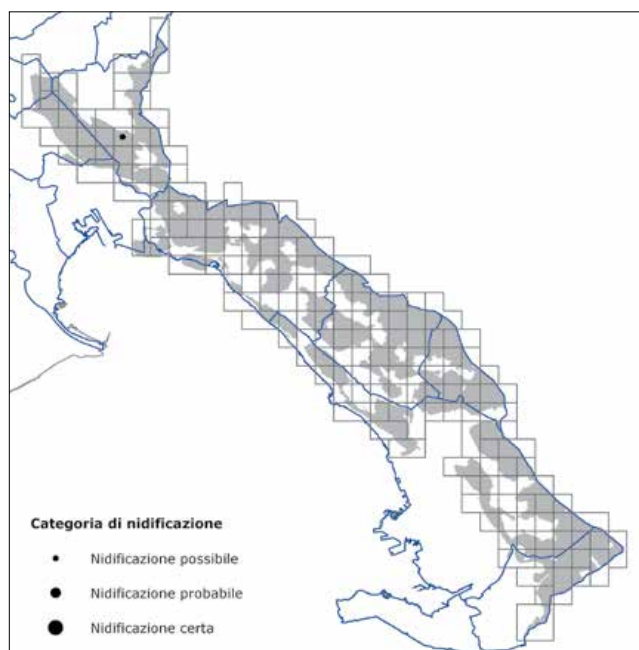 Categoria di nidificazione
Nidificazione possibile
Nidificazione probabile
Nidificazione certa